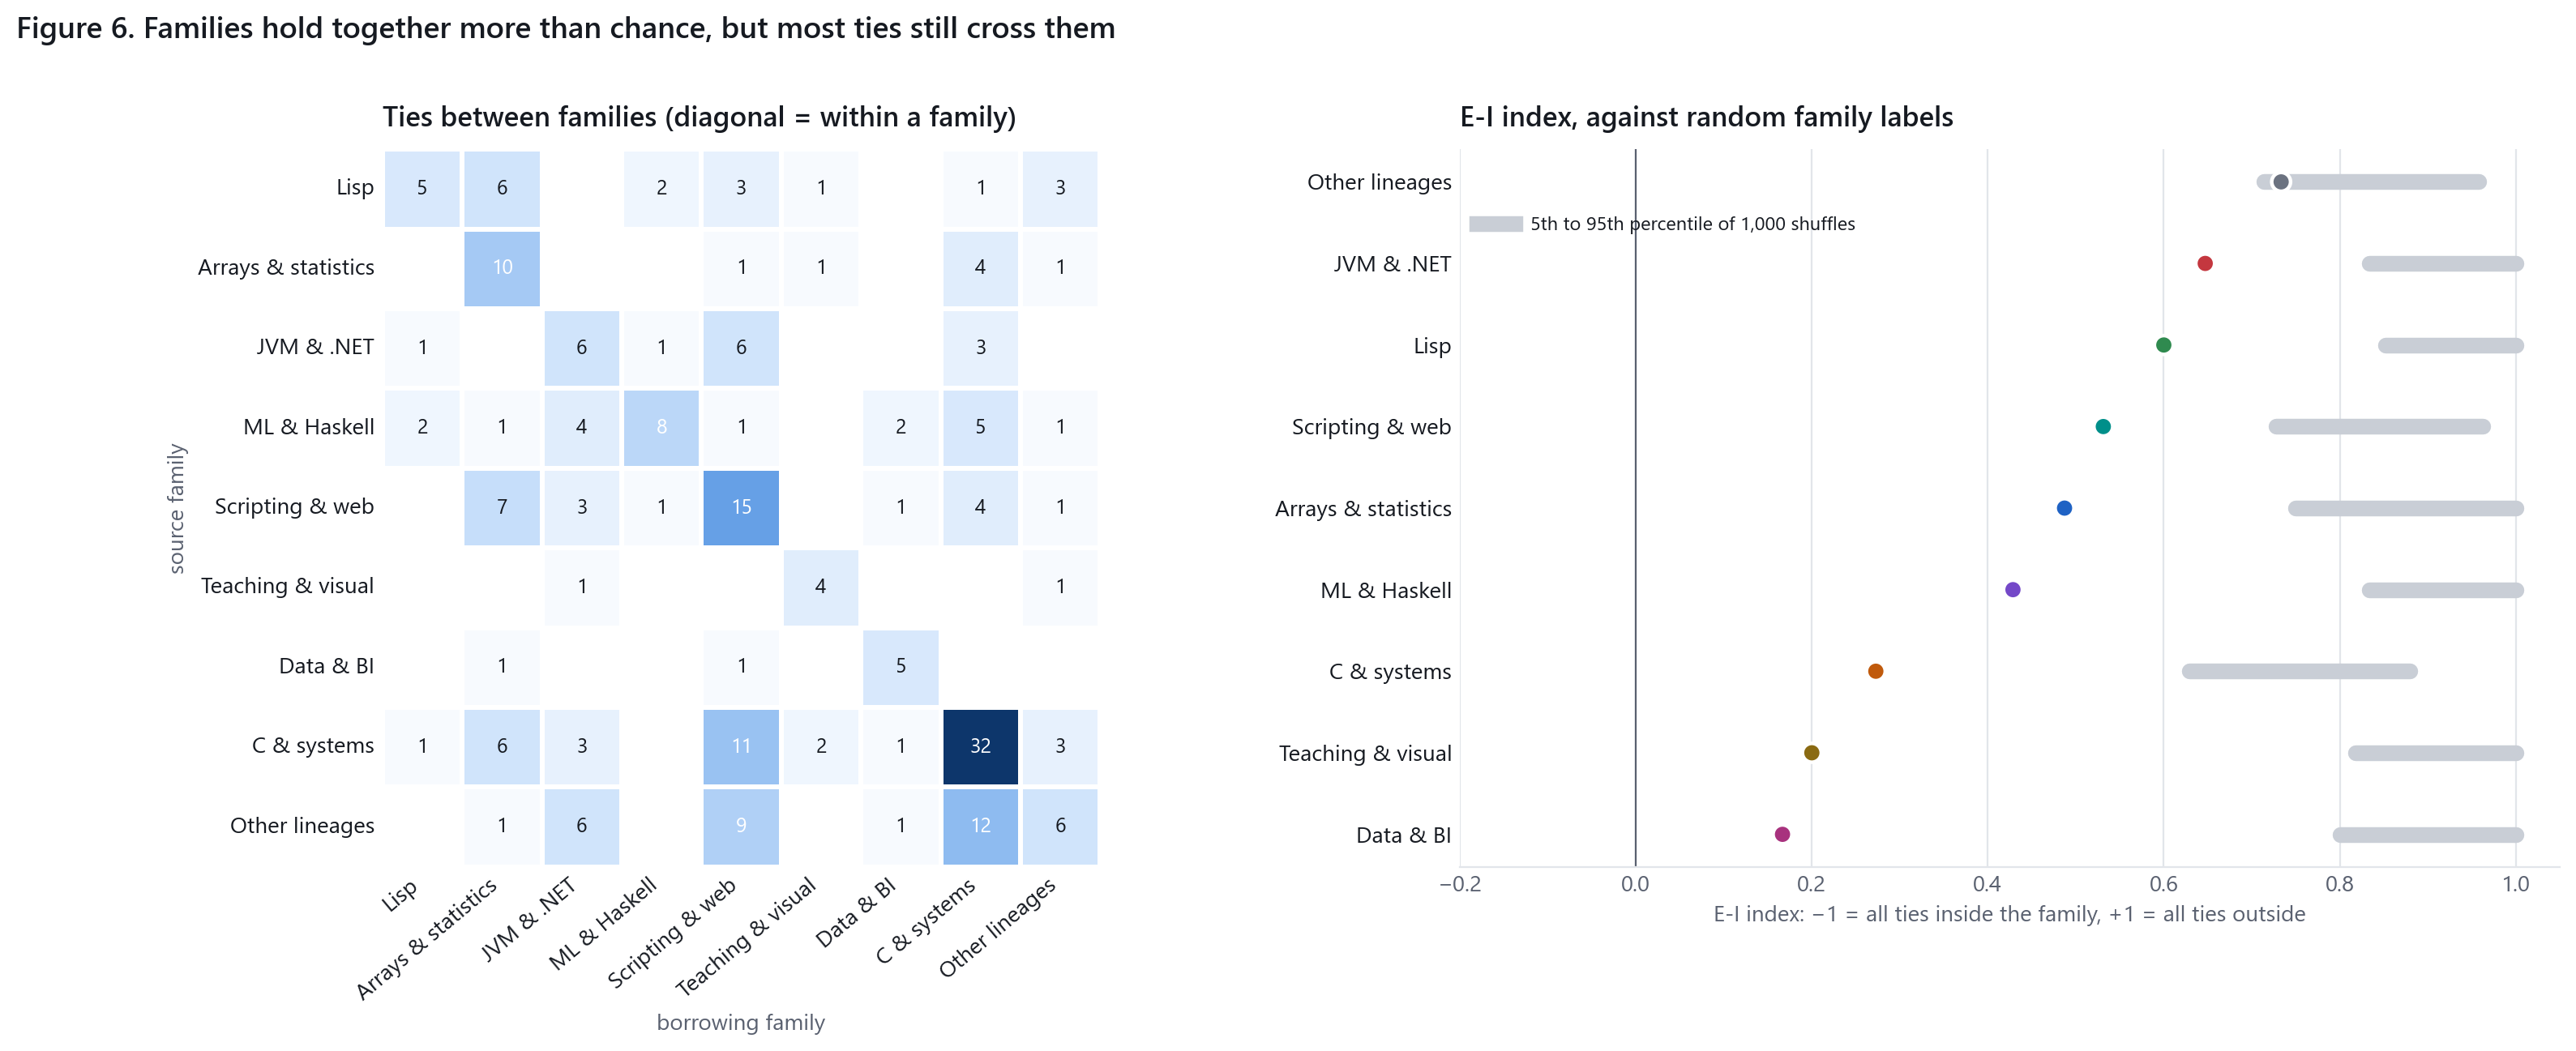 Figure 6. Families hold together more than chance, but most ties still cross them
Ties between families (diagonal = within a family)
source family
Lisp 5 6 2 3 1 1 3
Arrays & statistics 10 1 1 4 1
JVM & .NET 1 6 1 6 3
ML & Haskell 2 1 4 8 1 2 5 1
Scripting & web 7 3 1 15 1 4 1
Teaching & visual 1 4 1
Data & BI 1 1 5
C & systems 1 6 3 11 2 1 32 3
Other lineages 1 6 9 1 12 6
Lisp
Arrays & statistics
JVM & .NET
ML & Haskell
Scripting & web
Teaching & visual
Data & BI
C & systems
Other lineages
borrowing family
E-I index, against random family labels
Other lineages
5th to 95th percentile of 1,000 shuffles
JVM & .NET
Lisp
Scripting & web
Arrays & statistics
ML & Haskell
C & systems
Teaching & visual
Data & BI
−0.2 0.0 0.2 0.4 0.6 0.8 1.0
E-I index: −1 = all ties inside the family, +1 = all ties outside